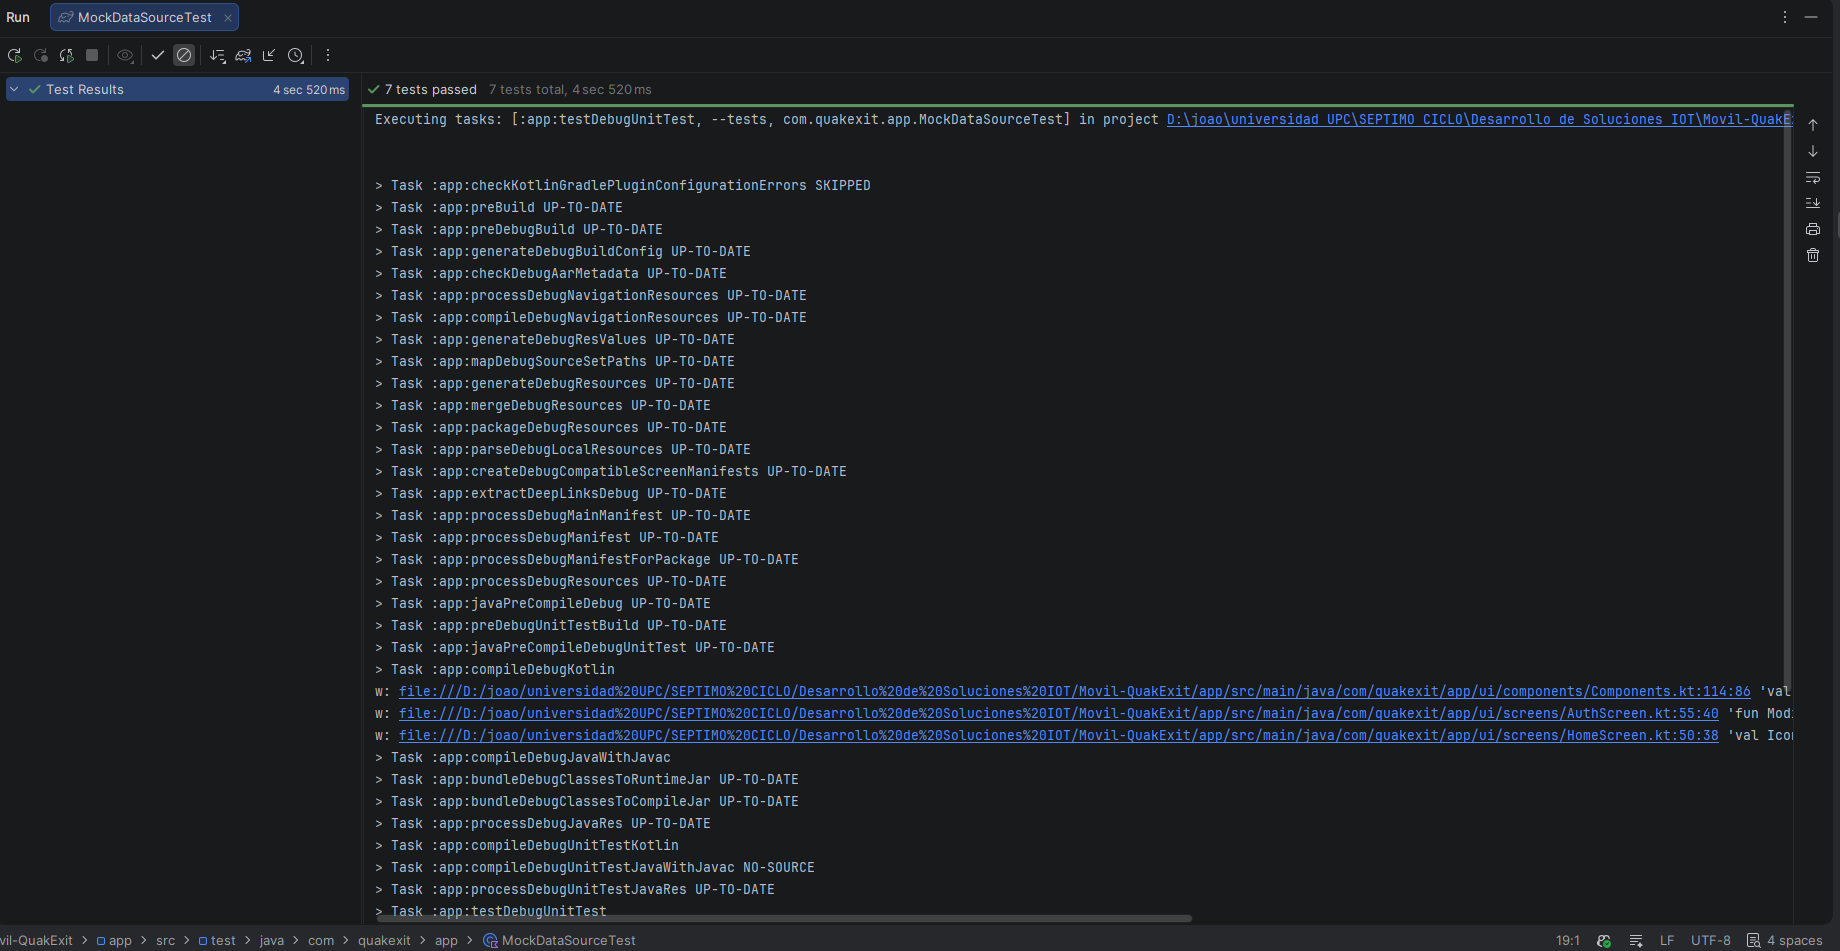 Run MockDataSourceTest
Test Results 4 sec 520 ms
7 tests passed 7 tests total, 4 sec 520 ms
Executing tasks: [:app:testDebugUnitTest, --tests, com.quakexit.app.MockDataSourceTest] in project D:\joao\universidad UPC\SEPTIMO CICLO\Desarrollo de Soluciones IOT\Movil-QuakE
> Task :app:checkKotlinGradlePluginConfigurationErrors SKIPPED
> Task :app:preBuild UP-TO-DATE
> Task :app:preDebugBuild UP-TO-DATE
> Task :app:generateDebugBuildConfig UP-TO-DATE
> Task :app:checkDebugAarMetadata UP-TO-DATE
> Task :app:processDebugNavigationResources UP-TO-DATE
> Task :app:compileDebugNavigationResources UP-TO-DATE
> Task :app:generateDebugResValues UP-TO-DATE
> Task :app:mapDebugSourceSetPaths UP-TO-DATE
> Task :app:generateDebugResources UP-TO-DATE
> Task :app:mergeDebugResources UP-TO-DATE
> Task :app:packageDebugResources UP-TO-DATE
> Task :app:parseDebugLocalResources UP-TO-DATE
> Task :app:createDebugCompatibleScreenManifests UP-TO-DATE
> Task :app:extractDeepLinksDebug UP-TO-DATE
> Task :app:processDebugMainManifest UP-TO-DATE
> Task :app:processDebugManifest UP-TO-DATE
> Task :app:processDebugManifestForPackage UP-TO-DATE
> Task :app:processDebugResources UP-TO-DATE
> Task :app:javaPreCompileDebug UP-TO-DATE
> Task :app:preDebugUnitTestBuild UP-TO-DATE
> Task :app:javaPreCompileDebugUnitTest UP-TO-DATE
> Task :app:compileDebugKotlin
w: file:///D:/joao/universidad%20UPC/SEPTIMO%20CICLO/Desarrollo%20de%20Soluciones%20IOT/Movil-QuakExit/app/src/main/java/com/quakexit/app/ui/components/Components.kt:114:86 'val
w: file:///D:/joao/universidad%20UPC/SEPTIMO%20CICLO/Desarrollo%20de%20Soluciones%20IOT/Movil-QuakExit/app/src/main/java/com/quakexit/app/ui/screens/AuthScreen.kt:55:40 'fun Modi
w: file:///D:/joao/universidad%20UPC/SEPTIMO%20CICLO/Desarrollo%20de%20Soluciones%20IOT/Movil-QuakExit/app/src/main/java/com/quakexit/app/ui/screens/HomeScreen.kt:50:38 'val Icon
> Task :app:compileDebugJavaWithJavac
> Task :app:bundleDebugClassesToRuntimeJar UP-TO-DATE
> Task :app:bundleDebugClassesToCompileJar UP-TO-DATE
> Task :app:processDebugJavaRes UP-TO-DATE
> Task :app:compileDebugUnitTestKotlin
> Task :app:compileDebugUnitTestJavaWithJavac NO-SOURCE
> Task :app:processDebugUnitTestJavaRes UP-TO-DATE
> Task :app:testDebugUnitTest
vil-QuakExit > app > src > test > java > com > quakexit > app > MockDataSourceTest 19:1 LF UTF-8 4 spaces